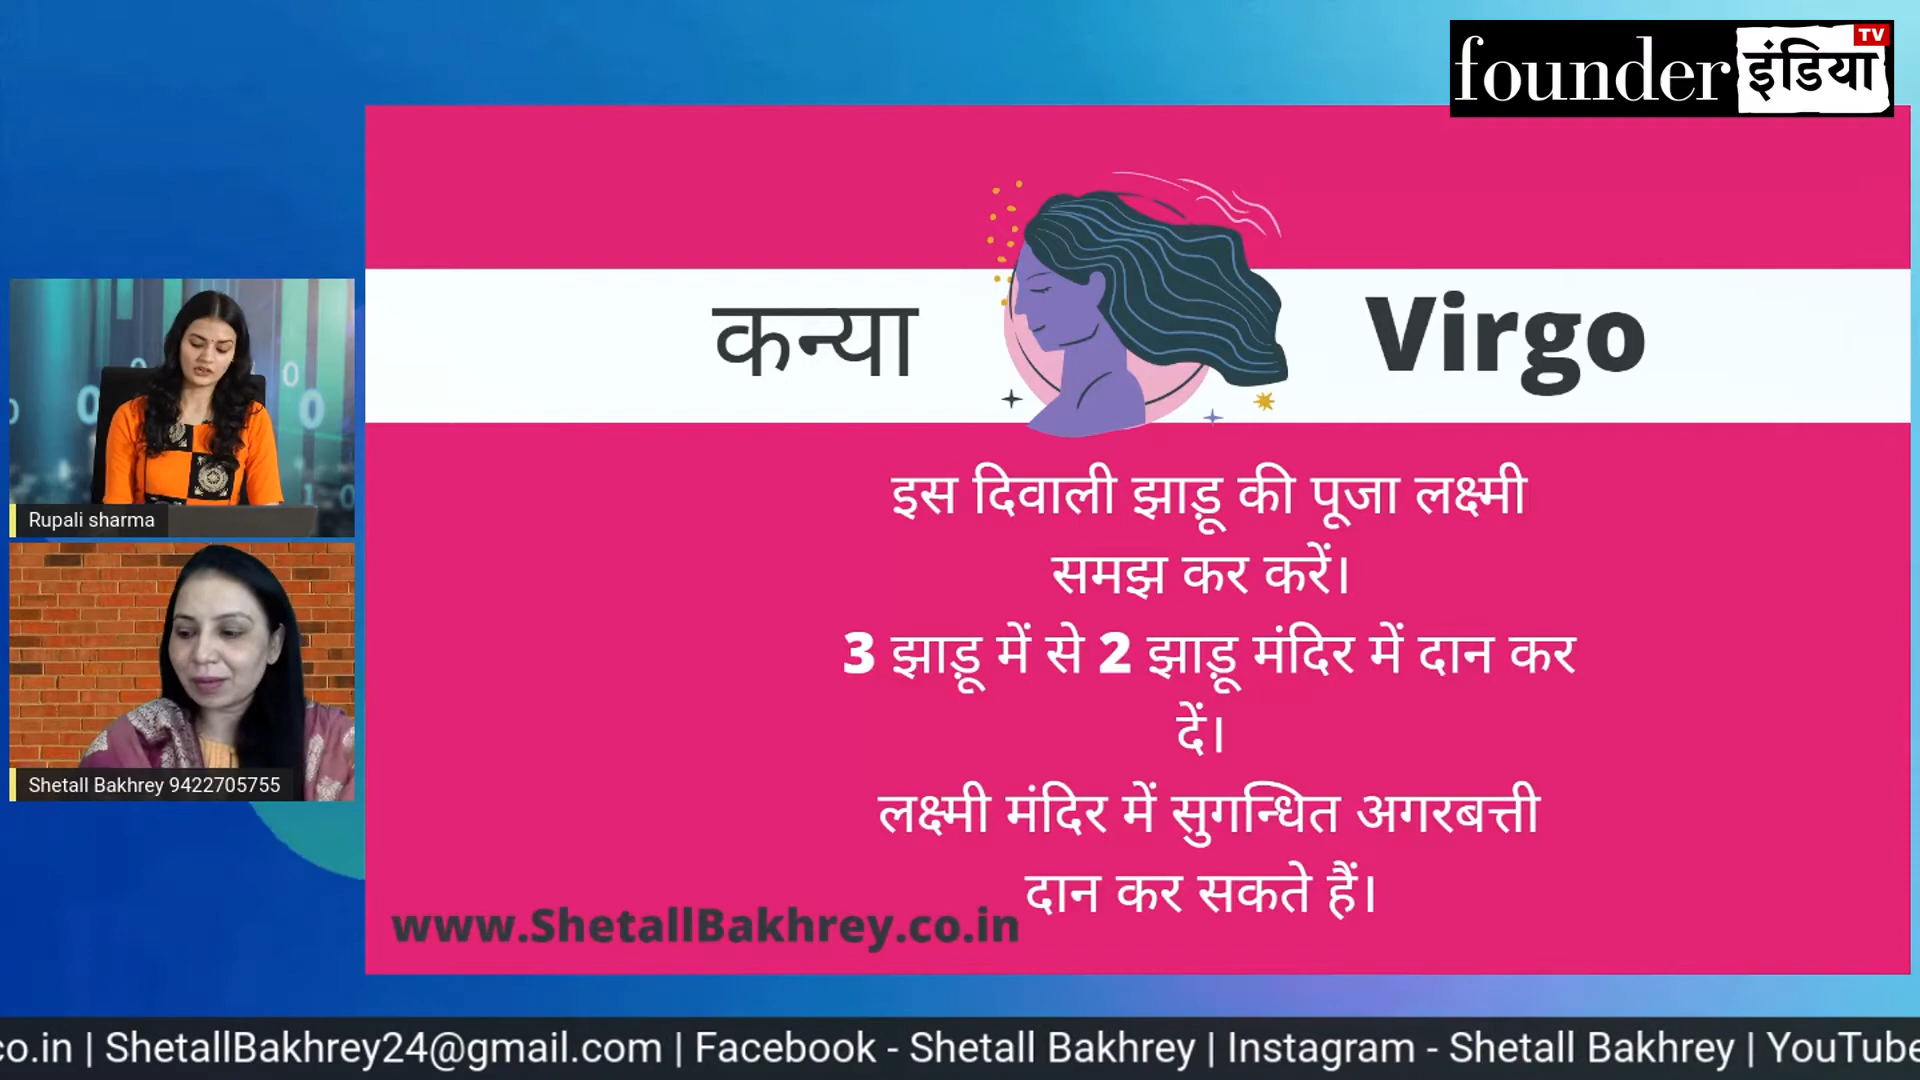 founder इंडिया TV
कन्या Virgo
Rupali sharma
Shetall Bakhrey 9422705755
इस दिवाली झाड़ू की पूजा लक्ष्मी
समझ कर करें।
3 झाड़ू में से 2 झाड़ू मंदिर में दान कर
दें।
लक्ष्मी मंदिर में सुगन्धित अगरबत्ती
दान कर सकते हैं।
www.ShetallBakhrey.co.in
co.in | ShetallBakhrey24@gmail.com | Facebook - Shetall Bakhrey | Instagram - Shetall Bakhrey | YouTube